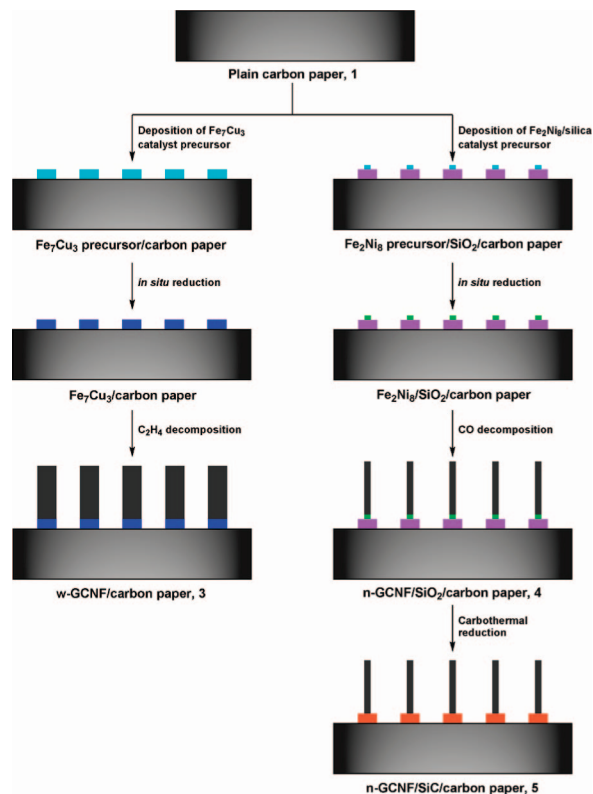 Plain carbon paper, 1
Deposition of Fe₇Cu₃
catalyst precursor
Deposition of Fe₂Ni₈/silica
catalyst precursor
Fe₇Cu₃ precursor/carbon paper
Fe₂Ni₈ precursor/SiO₂/carbon paper
in situ reduction
in situ reduction
Fe₇Cu₃/carbon paper
Fe₂Ni₈/SiO₂/carbon paper
C₂H₄ decomposition
CO decomposition
w-GCNF/carbon paper, 3
n-GCNF/SiO₂/carbon paper, 4
Carbothermal
reduction
n-GCNF/SiC/carbon paper, 5